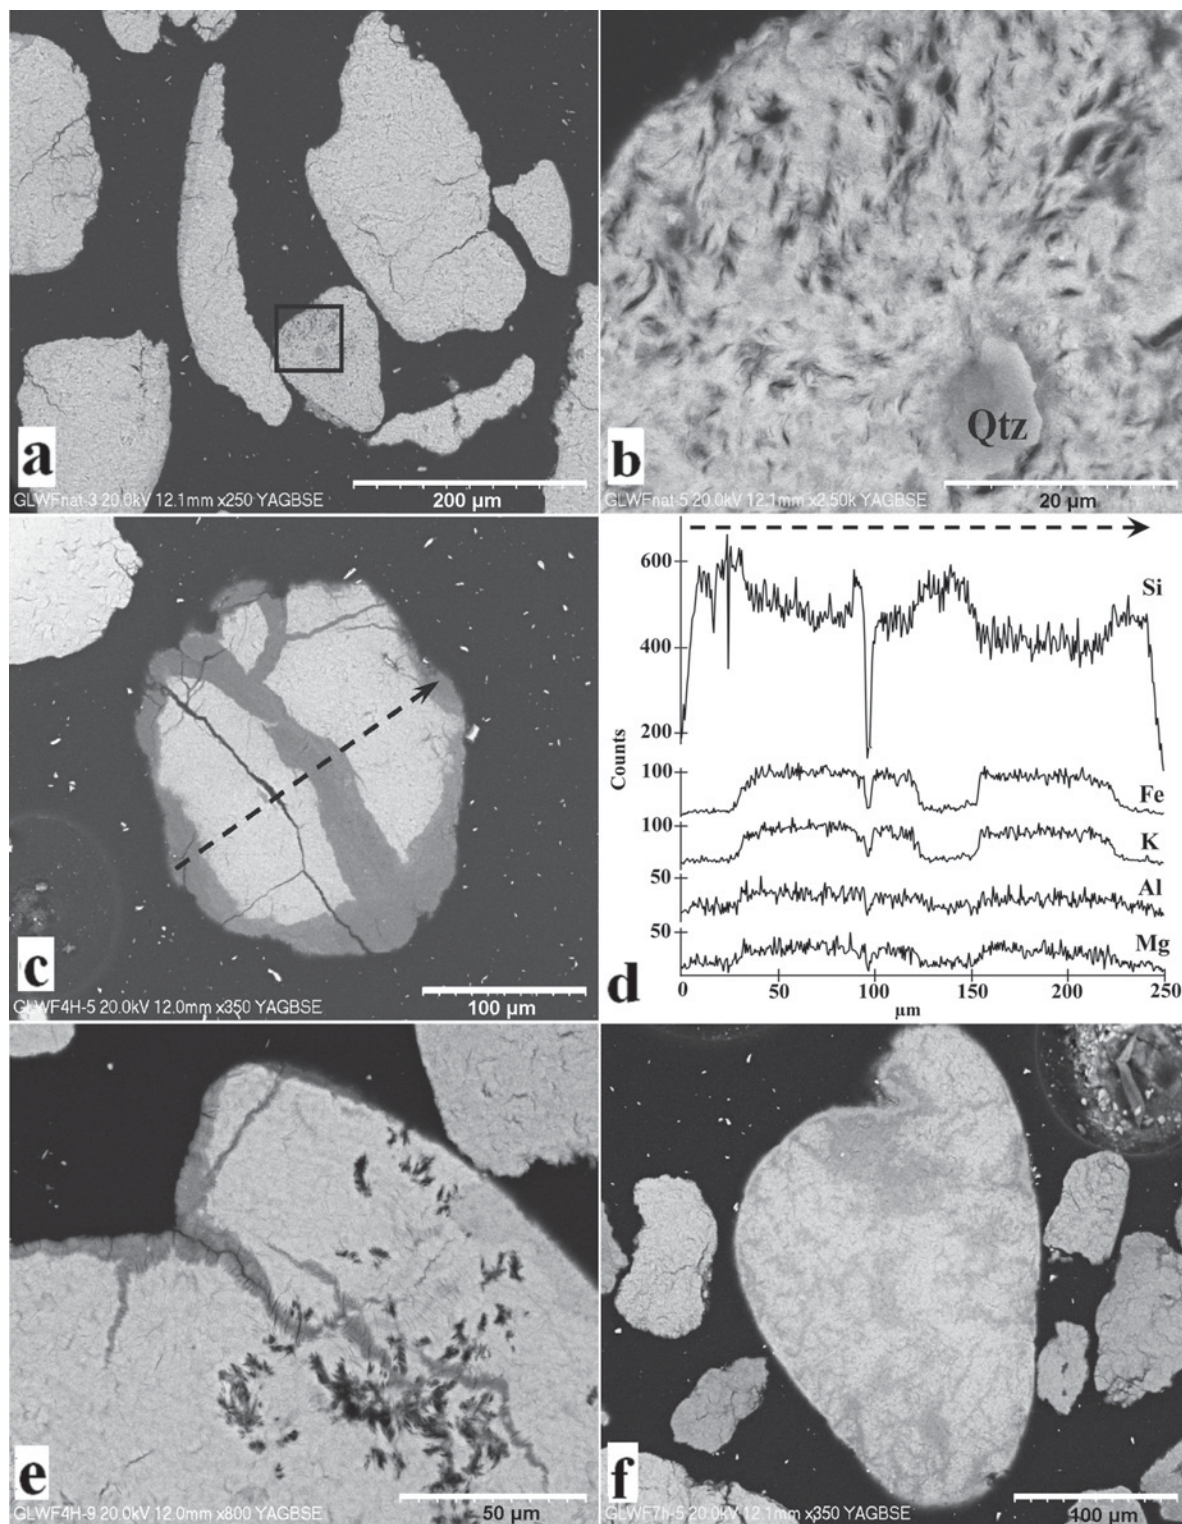 a
200 µm
GLWFnat-3 20.0kV 12.1mm x250 YAGBSE
Qtz
b
20 µm
GLWFnat-5 20.0kV 12.1mm x2.50k YAGBSE
c
100 µm
GLWF4H-5 20.0kV 12.0mm x350 YAGBSE
600
Si
400
200
Counts
100
Fe
100
K
50
Al
50
Mg
d
0 50 100 150 200 250
µm
e
50 µm
GLWF4H-9 20.0kV 12.0mm x800 YAGBSE
f
100 µm
GLWF7h-5 20.0kV 12.1mm x350 YAGBSE